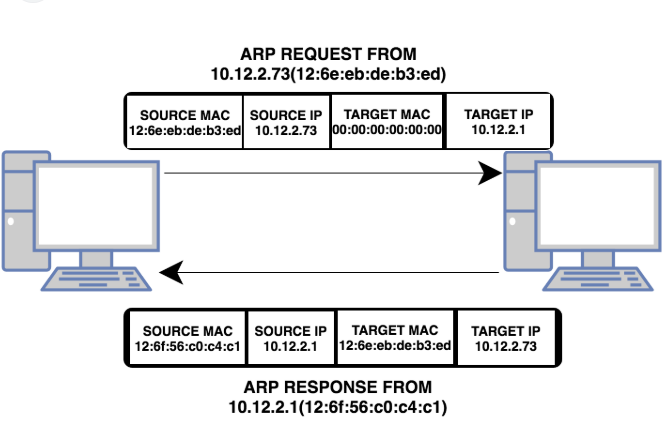 ARP REQUEST FROM
10.12.2.73(12:6e:eb:de:b3:ed)
SOURCE MAC SOURCE IP TARGET MAC TARGET IP
12:6e:eb:de:b3:ed 10.12.2.73 00:00:00:00:00:00 10.12.2.1
SOURCE MAC SOURCE IP TARGET MAC TARGET IP
12:6f:56:c0:c4:c1 10.12.2.1 12:6e:eb:de:b3:ed 10.12.2.73
ARP RESPONSE FROM
10.12.2.1(12:6f:56:c0:c4:c1)